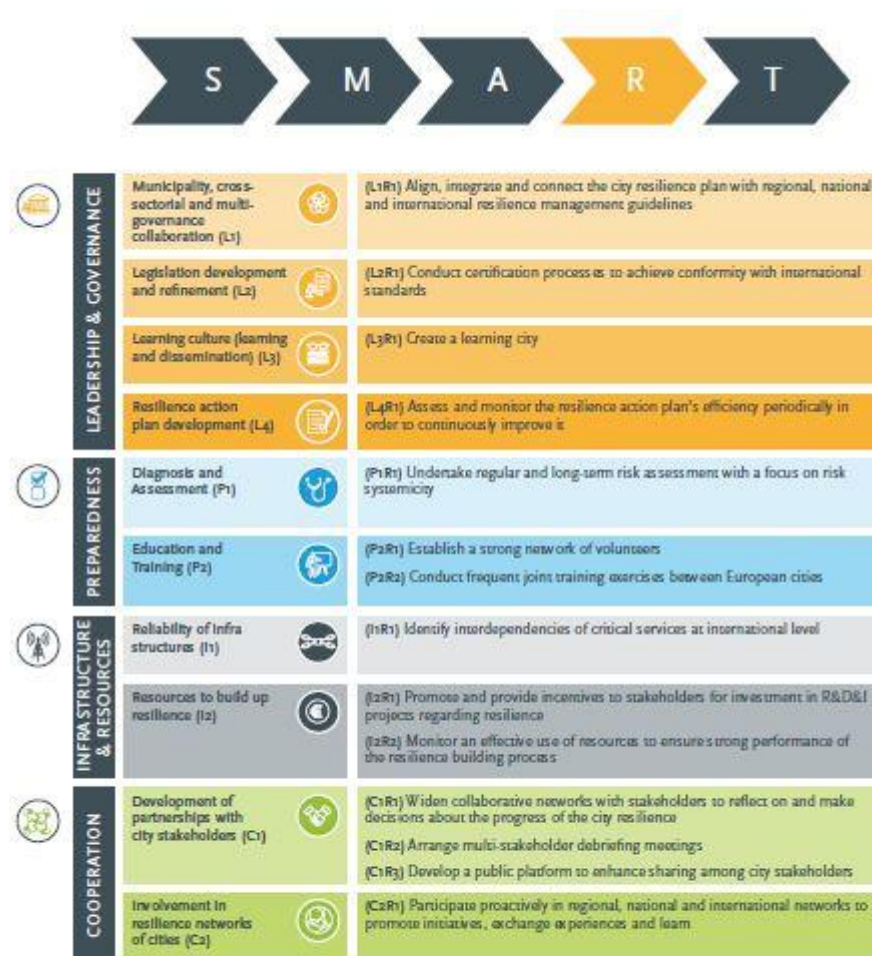 S
M
A
R
T
LEADERSHIP & GOVERNANCE
Municipality, cross-
sectorial and multi-
governance
collaboration (L1)
(L1R1) Align, integrate and connect the city resilience plan with regional, national
and international resilience management guidelines
Legislation development
and refinement (L2)
(L2R1) Conduct certification processes to achieve conformity with international
standards
Learning culture (learning
and dissemination) (L3)
(L3R1) Create a learning city
Resilience action
plan development (L4)
(L4R1) Assess and monitor the resilience action plan's efficiency periodically in
order to continuously improve it
PREPAREDNESS
Diagnosis and
Assessment (P1)
(P1R1) Undertake regular and long-term risk assessment with a focus on risk
systemicity
Education and
Training (P2)
(P2R1) Establish a strong network of volunteers
(P2R2) Conduct frequent joint training exercises between European cities
INFRASTRUCTURE
& RESOURCES
Reliability of infra
structures (I1)
(I1R1) Identify interdependencies of critical services at international level
Resources to build up
resilience (I2)
(I2R1) Promote and provide incentives to stakeholders for investment in R&D&I
projects regarding resilience
(I2R2) Monitor an effective use of resources to ensure strong performance of
the resilience building process
COOPERATION
Development of
partnerships with
city stakeholders (C1)
(C1R1) Widen collaborative networks with stakeholders to reflect on and make
decisions about the progress of the city resilience
(C1R2) Arrange multi-stakeholder debriefing meetings
(C1R3) Develop a public platform to enhance sharing among city stakeholders
Involvement in
resilience networks
of cities (C2)
(C2R1) Participate proactively in regional, national and international networks to
promote initiatives, exchange experiences and learn